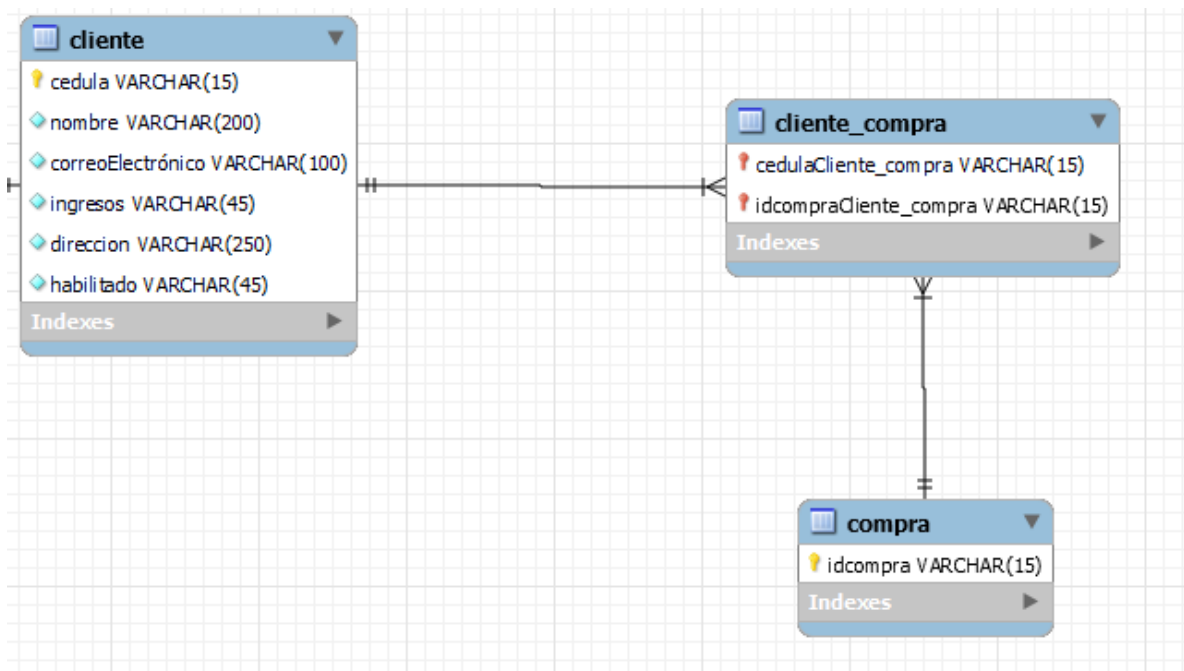 cliente
cedula VARCHAR(15)
nombre VARCHAR(200)
correoElectrónico VARCHAR(100)
ingresos VARCHAR(45)
direccion VARCHAR(250)
habilitado VARCHAR(45)
Indexes
cliente_compra
cedulaCliente_compra VARCHAR(15)
idcompraCliente_compra VARCHAR(15)
Indexes
compra
idcompra VARCHAR(15)
Indexes